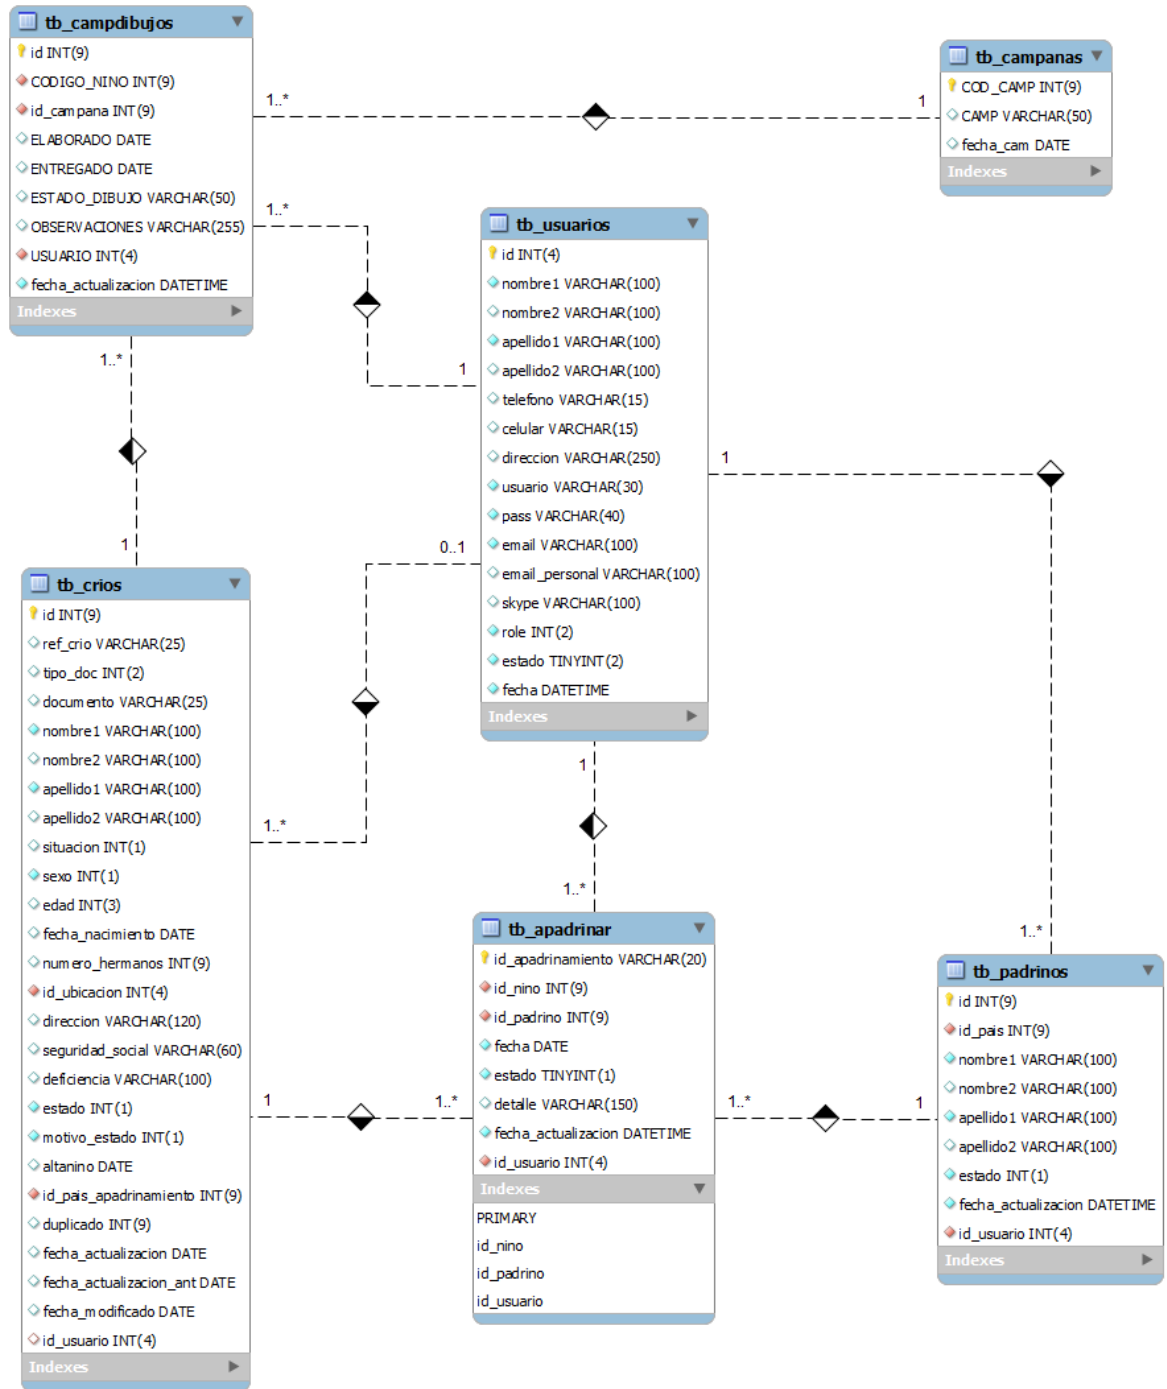 tb_campdibujos
id INT(9)
CODIGO_NINO INT(9)
id_campana INT(9)
ELABORADO DATE
ENTREGADO DATE
ESTADO_DIBUJO VARCHAR(50)
OBSERVACIONES VARCHAR(255)
USUARIO INT(4)
fecha_actualizacion DATETIME
Indexes
1..*
1
1..*
1
1..*
1
tb_campanas
COD_CAMP INT(9)
CAMP VARCHAR(50)
fecha_cam DATE
Indexes
tb_usuarios
id INT(4)
nombre1 VARCHAR(100)
nombre2 VARCHAR(100)
apellido1 VARCHAR(100)
apellido2 VARCHAR(100)
telefono VARCHAR(15)
celular VARCHAR(15)
direccion VARCHAR(250)
usuario VARCHAR(30)
pass VARCHAR(40)
email VARCHAR(100)
email_personal VARCHAR(100)
skype VARCHAR(100)
role INT(2)
estado TINYINT(2)
fecha DATETIME
Indexes
1
1..*
0..1
1..*
1
1..*
tb_crios
id INT(9)
ref_crio VARCHAR(25)
tipo_doc INT(2)
documento VARCHAR(25)
nombre1 VARCHAR(100)
nombre2 VARCHAR(100)
apellido1 VARCHAR(100)
apellido2 VARCHAR(100)
situacion INT(1)
sexo INT(1)
edad INT(3)
fecha_nacimiento DATE
numero_hermanos INT(9)
id_ubicacion INT(4)
direccion VARCHAR(120)
seguridad_social VARCHAR(60)
deficiencia VARCHAR(100)
estado INT(1)
motivo_estado INT(1)
altanino DATE
id_pais_apadrinamiento INT(9)
duplicado INT(9)
fecha_actualizacion DATE
fecha_actualizacion_ant DATE
fecha_modificado DATE
id_usuario INT(4)
Indexes
1
1..*
tb_apadrinar
id_apadrinamiento VARCHAR(20)
id_nino INT(9)
id_padrino INT(9)
fecha DATE
estado TINYINT(1)
detalle VARCHAR(150)
fecha_actualizacion DATETIME
id_usuario INT(4)
Indexes
PRIMARY
id_nino
id_padrino
id_usuario
1..*
1
tb_padrinos
id INT(9)
id_pais INT(9)
nombre1 VARCHAR(100)
nombre2 VARCHAR(100)
apellido1 VARCHAR(100)
apellido2 VARCHAR(100)
estado INT(1)
fecha_actualizacion DATETIME
id_usuario INT(4)
Indexes